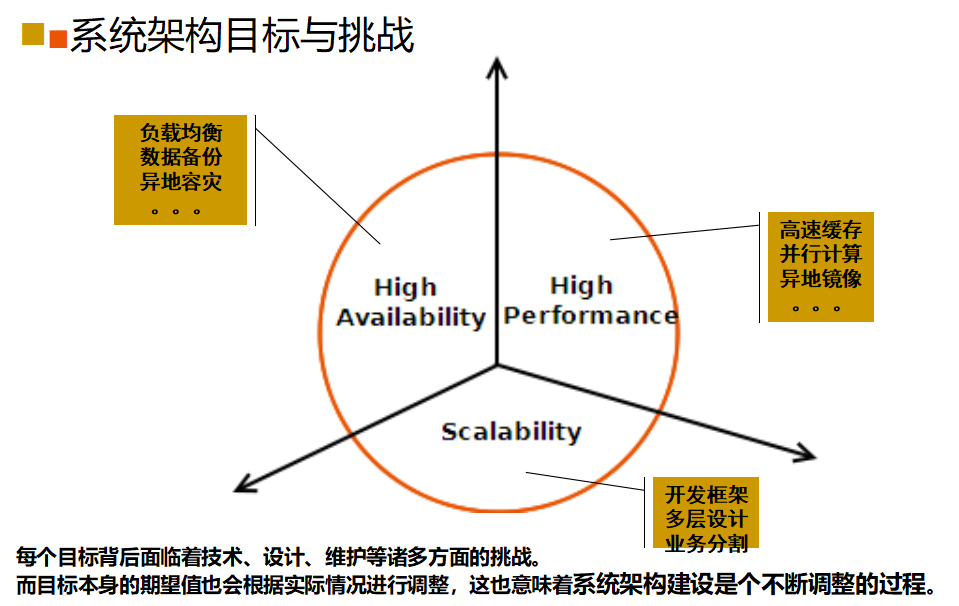 系统架构目标与挑战
负载均衡
数据备份
异地容灾
。。。
高速缓存
并行计算
异地镜像
。。。
High
Availability
High
Performance
Scalability
开发框架
多层设计
业务分割
每个目标背后面临着技术、设计、维护等诸多方面的挑战。
而目标本身的期望值也会根据实际情况进行调整，这也意味着系统架构建设是个不断调整的过程。